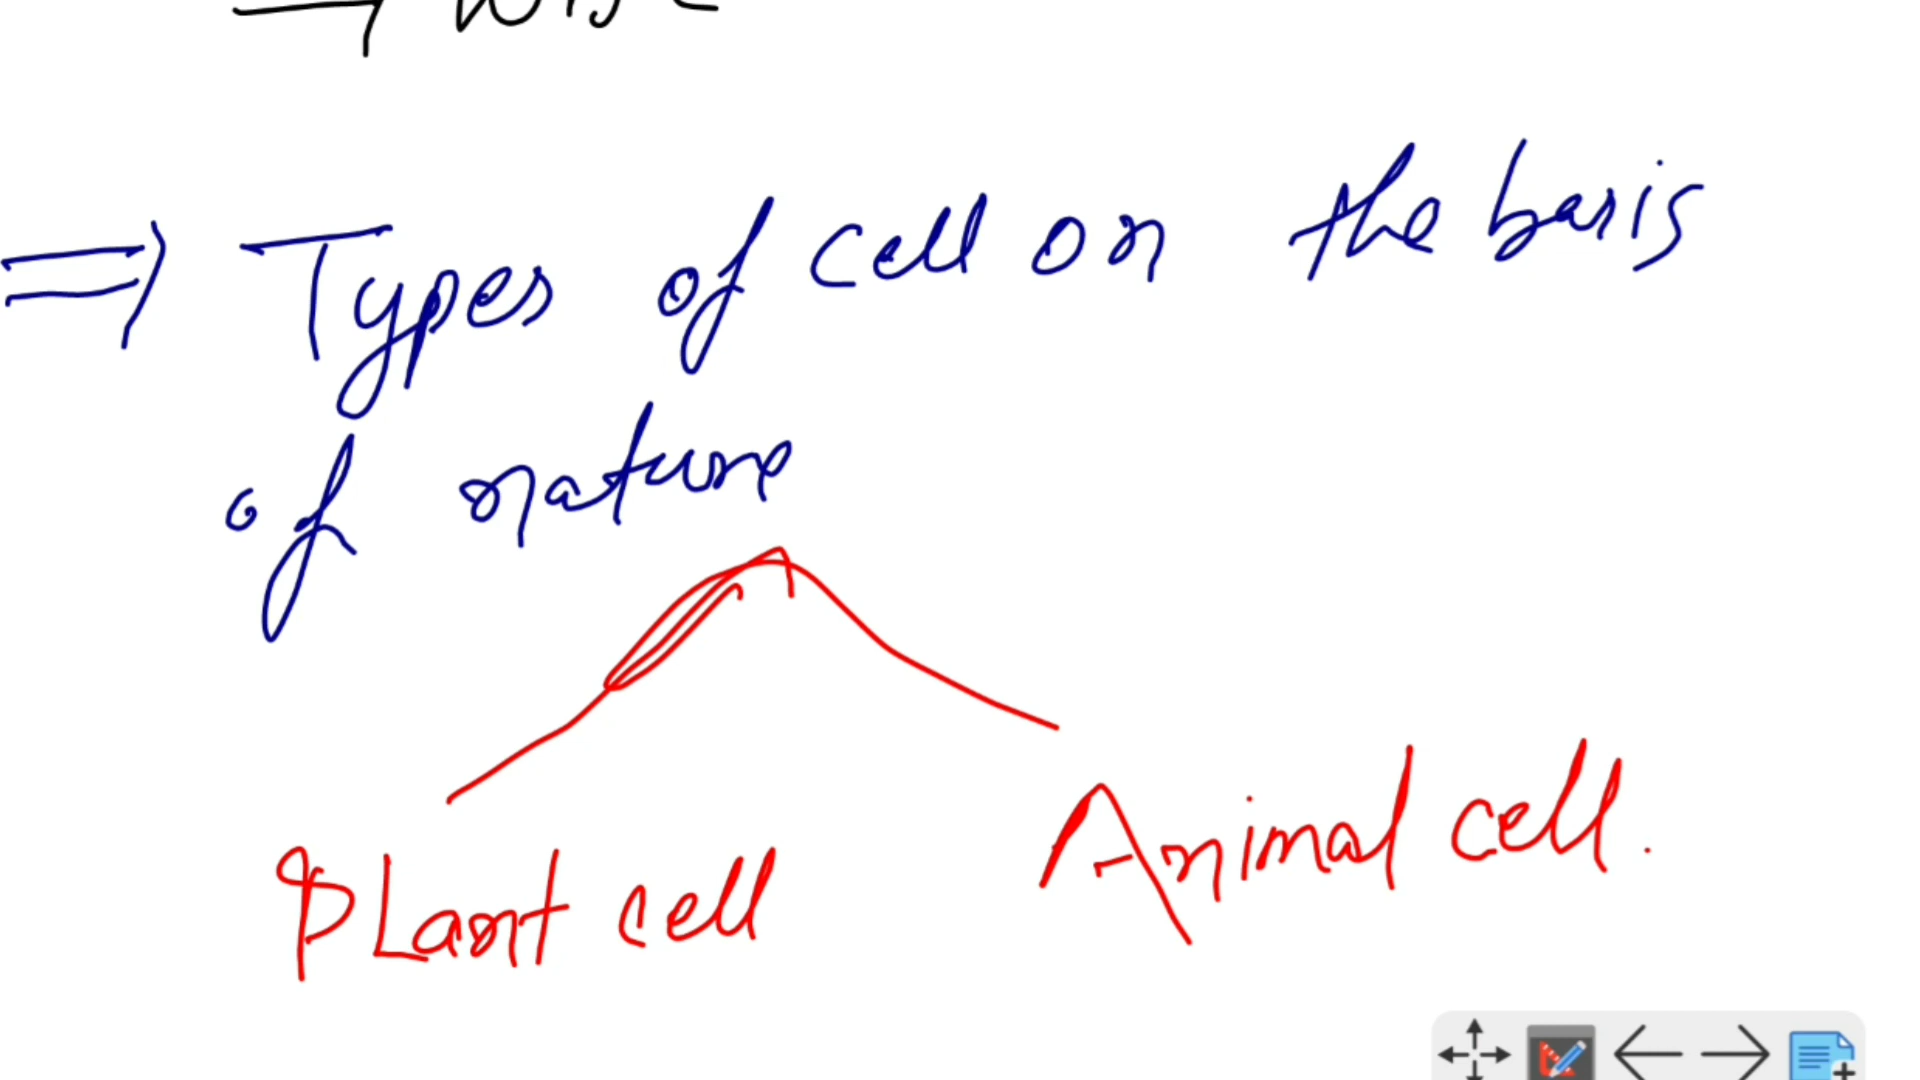 ⇒ Types of cell on the basis
of nature
Plant cell
Animal cell.